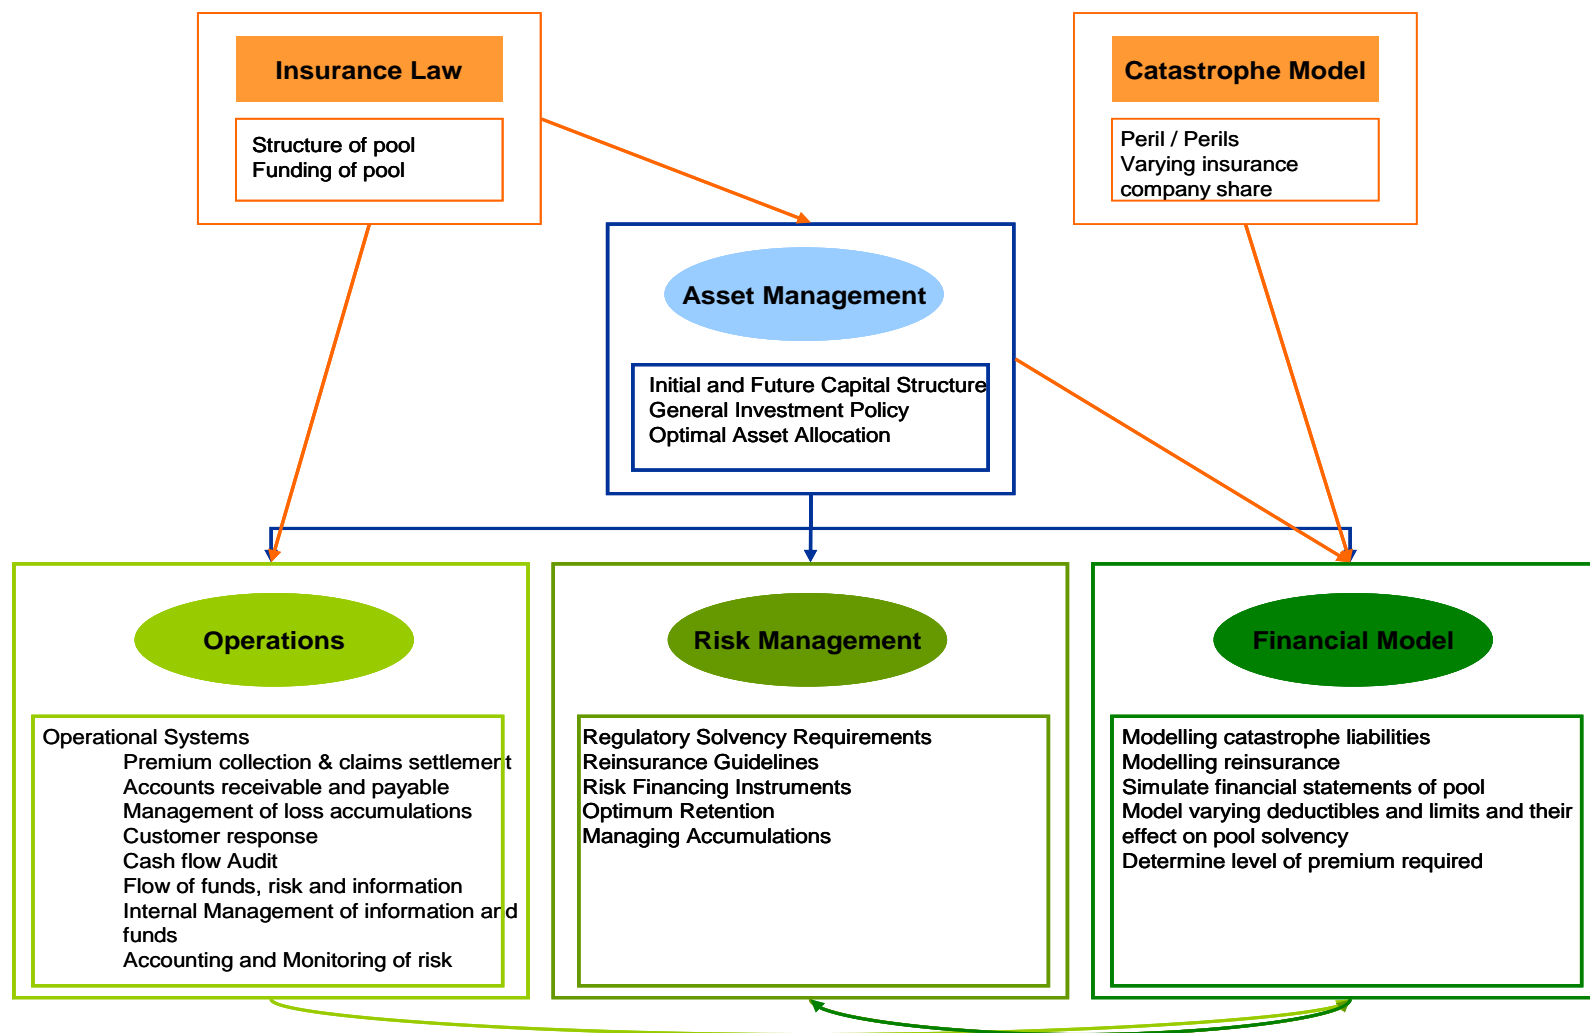 Insurance Law
Structure of pool
Funding of pool
Catastrophe Model
Peril / Perils
Varying insurance
company share
Asset Management
Initial and Future Capital Structure
General Investment Policy
Optimal Asset Allocation
Operations
Operational Systems
Premium collection & claims settlement
Accounts receivable and payable
Management of loss accumulations
Customer response
Cash flow Audit
Flow of funds, risk and information
Internal Management of information and
funds
Accounting and Monitoring of risk
Risk Management
Regulatory Solvency Requirements
Reinsurance Guidelines
Risk Financing Instruments
Optimum Retention
Managing Accumulations
Financial Model
Modelling catastrophe liabilities
Modelling reinsurance
Simulate financial statements of pool
Model varying deductibles and limits and their
effect on pool solvency
Determine level of premium required